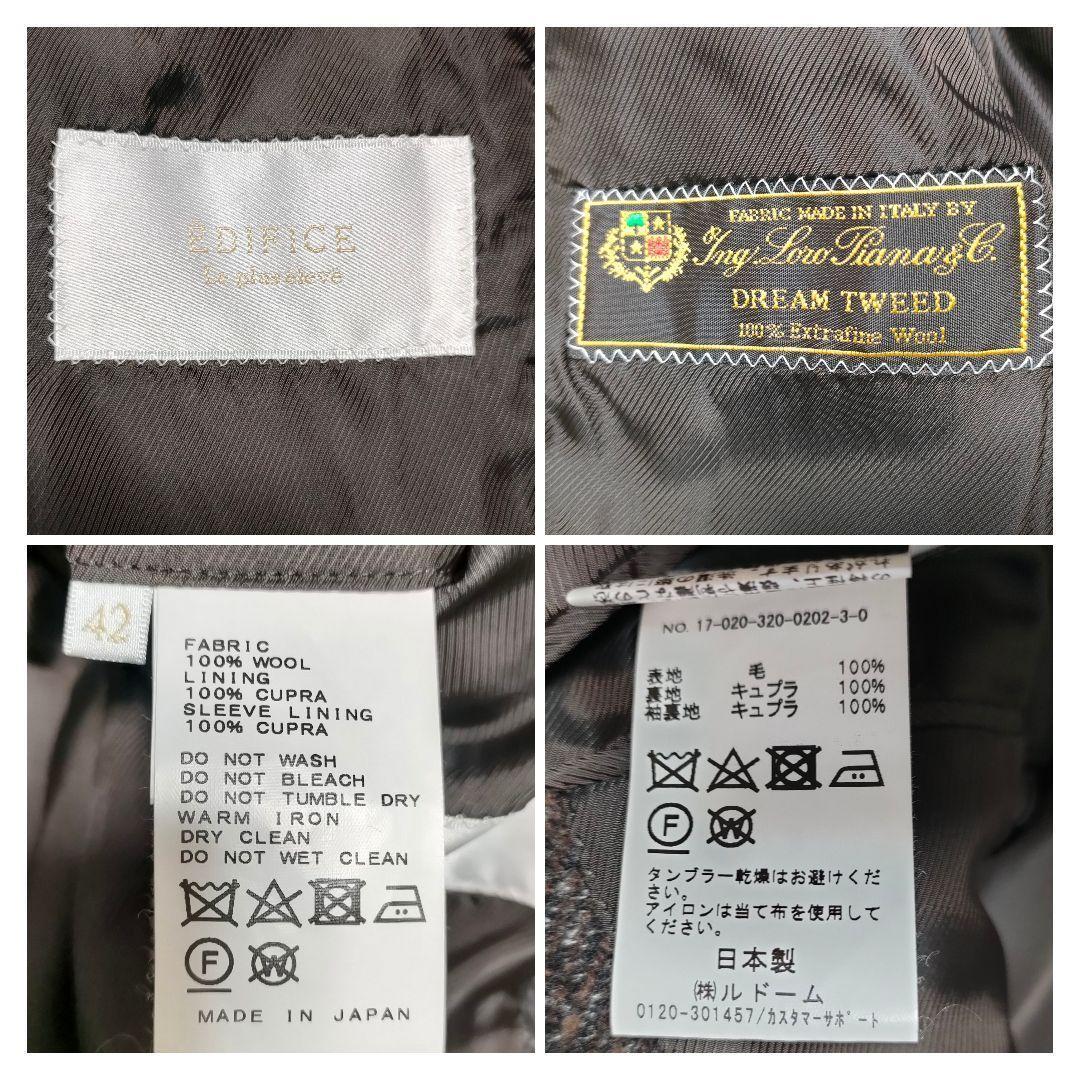 ÉDIFICE
Le plus élevé
FABRIC MADE IN ITALY BY
Ing. Loro Piana & C.
DREAM TWEED
100% Extrafine Wool
42
FABRIC
100% WOOL
LINING
100% CUPRA
SLEEVE LINING
100% CUPRA
DO NOT WASH
DO NOT BLEACH
DO NOT TUMBLE DRY
WARM IRON
DRY CLEAN
DO NOT WET CLEAN
F W
MADE IN JAPAN
NO. 17-020-320-0202-3-0
表地 毛 100%
裏地 キュプラ 100%
袖裏地 キュプラ 100%
F W
タンブラー乾燥はお避けくだ
さい。
アイロンは当て布を使用して
ください。
日本製
㈱ルドーム
0120-301457/カスタマーサポート